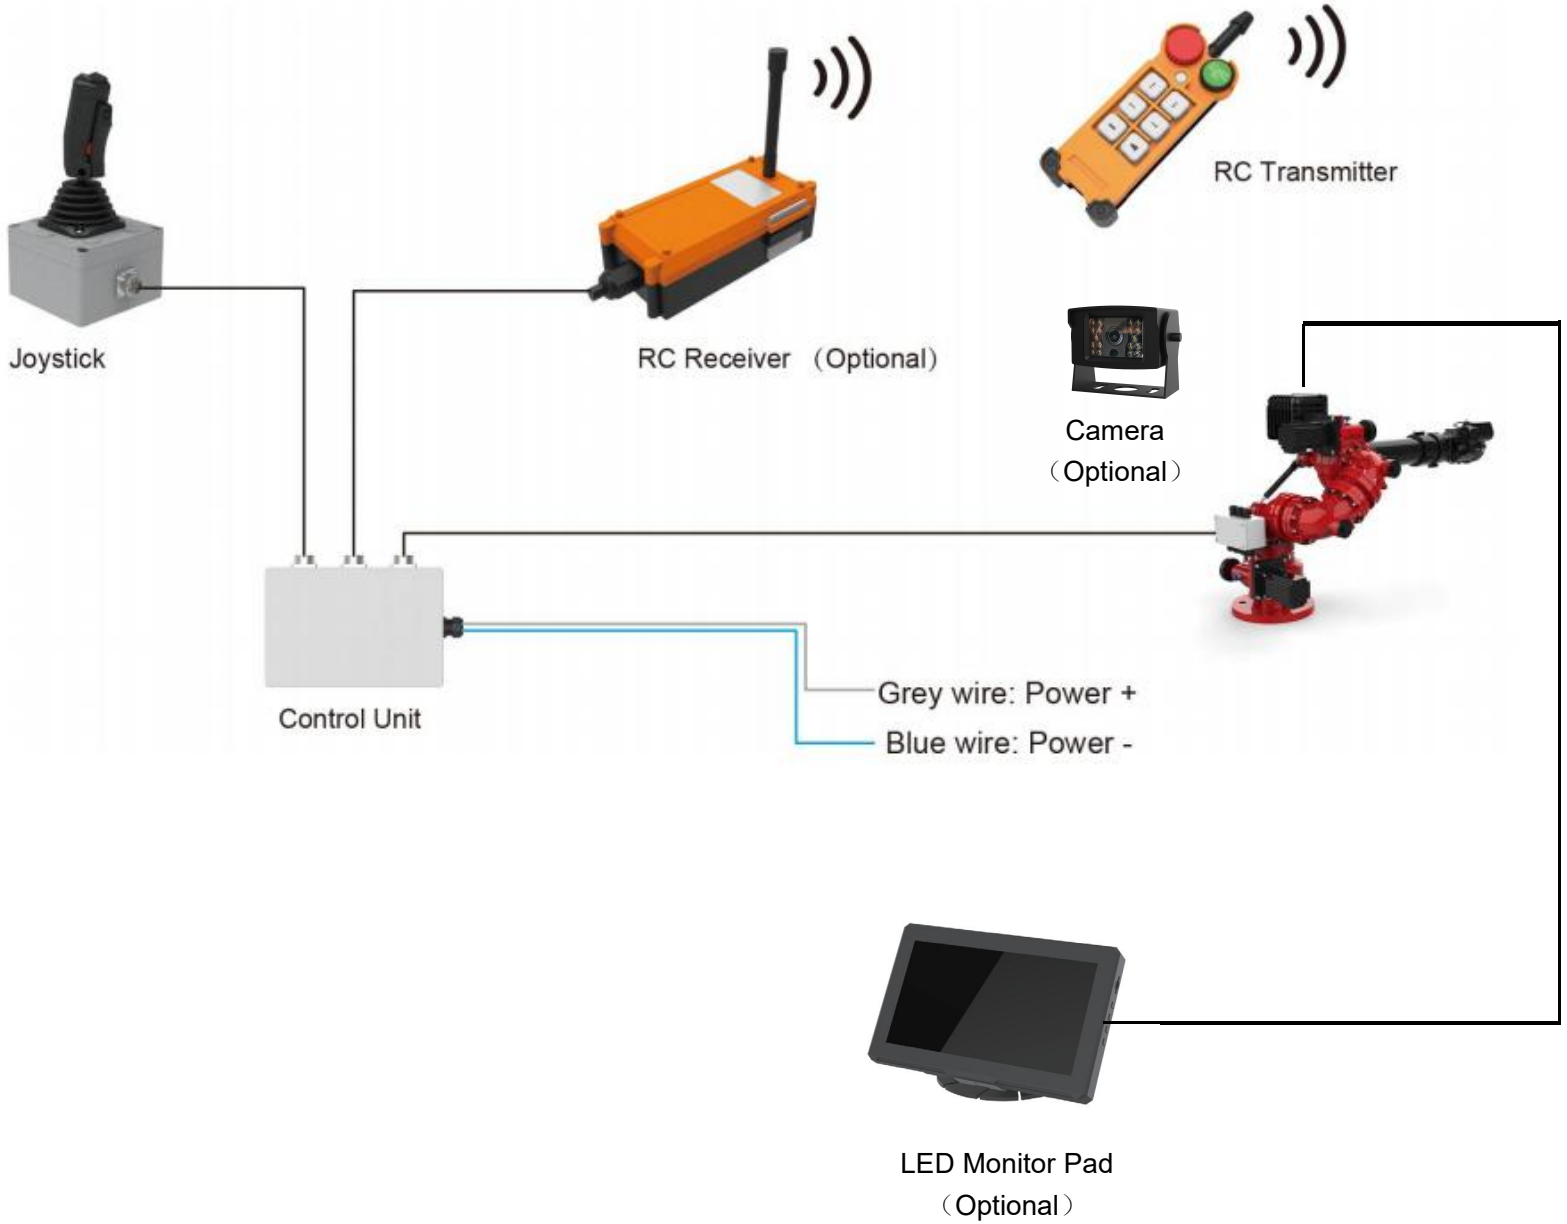 RC Transmitter
Joystick
RC Receiver （Optional）
Camera
（Optional）
Control Unit
Grey wire: Power +
Blue wire: Power -
LED Monitor Pad
（Optional）